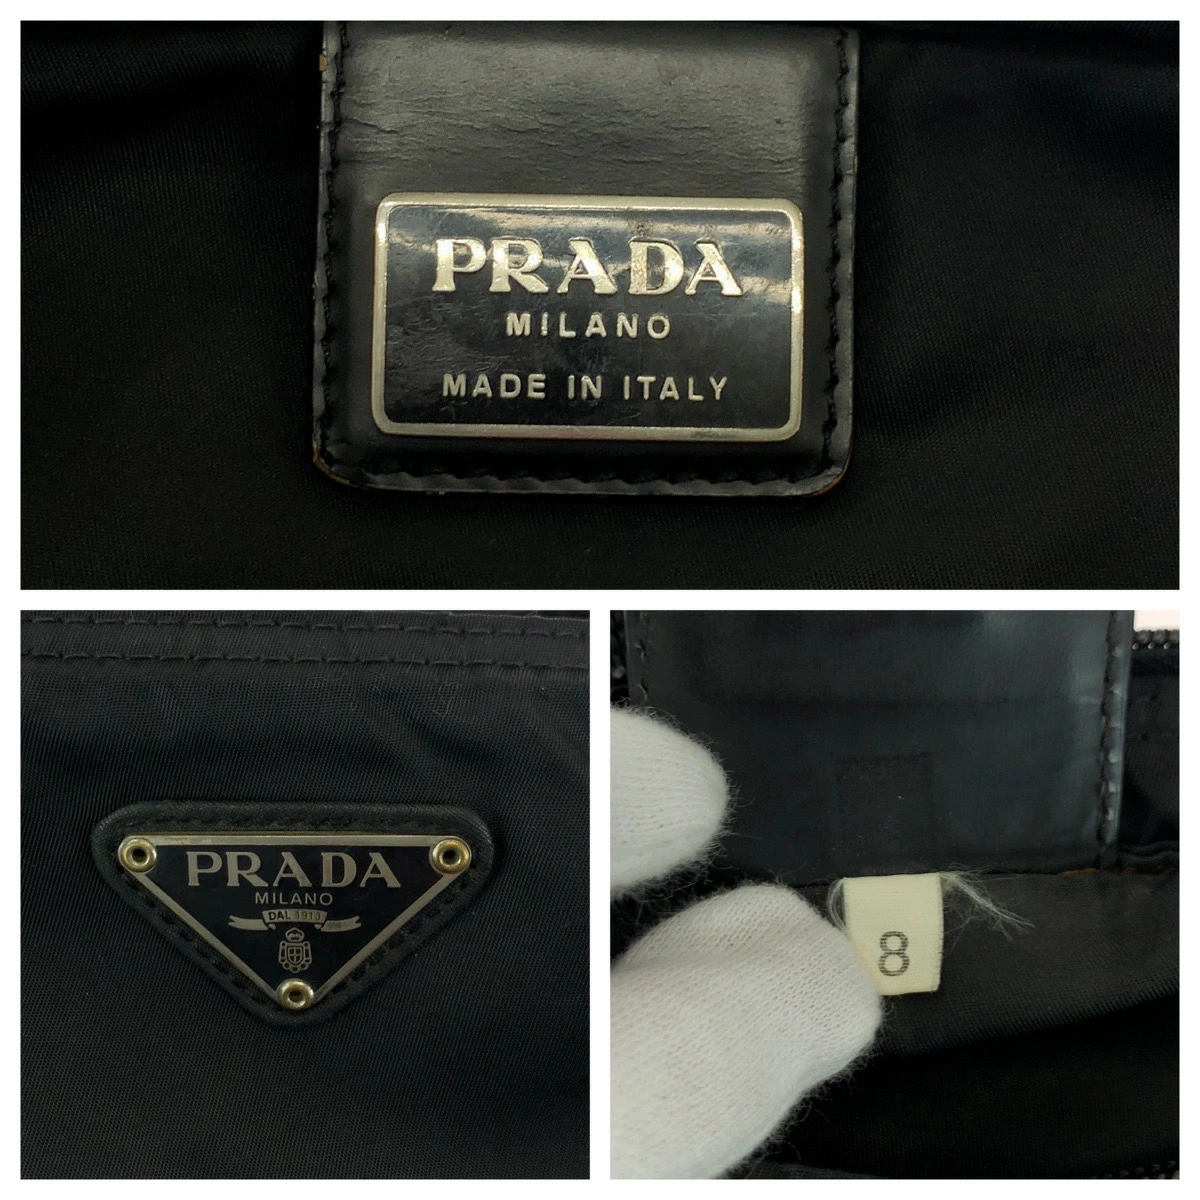 PRADA
MILANO
MADE IN ITALY
PRADA
MILANO
DAL 1913
8